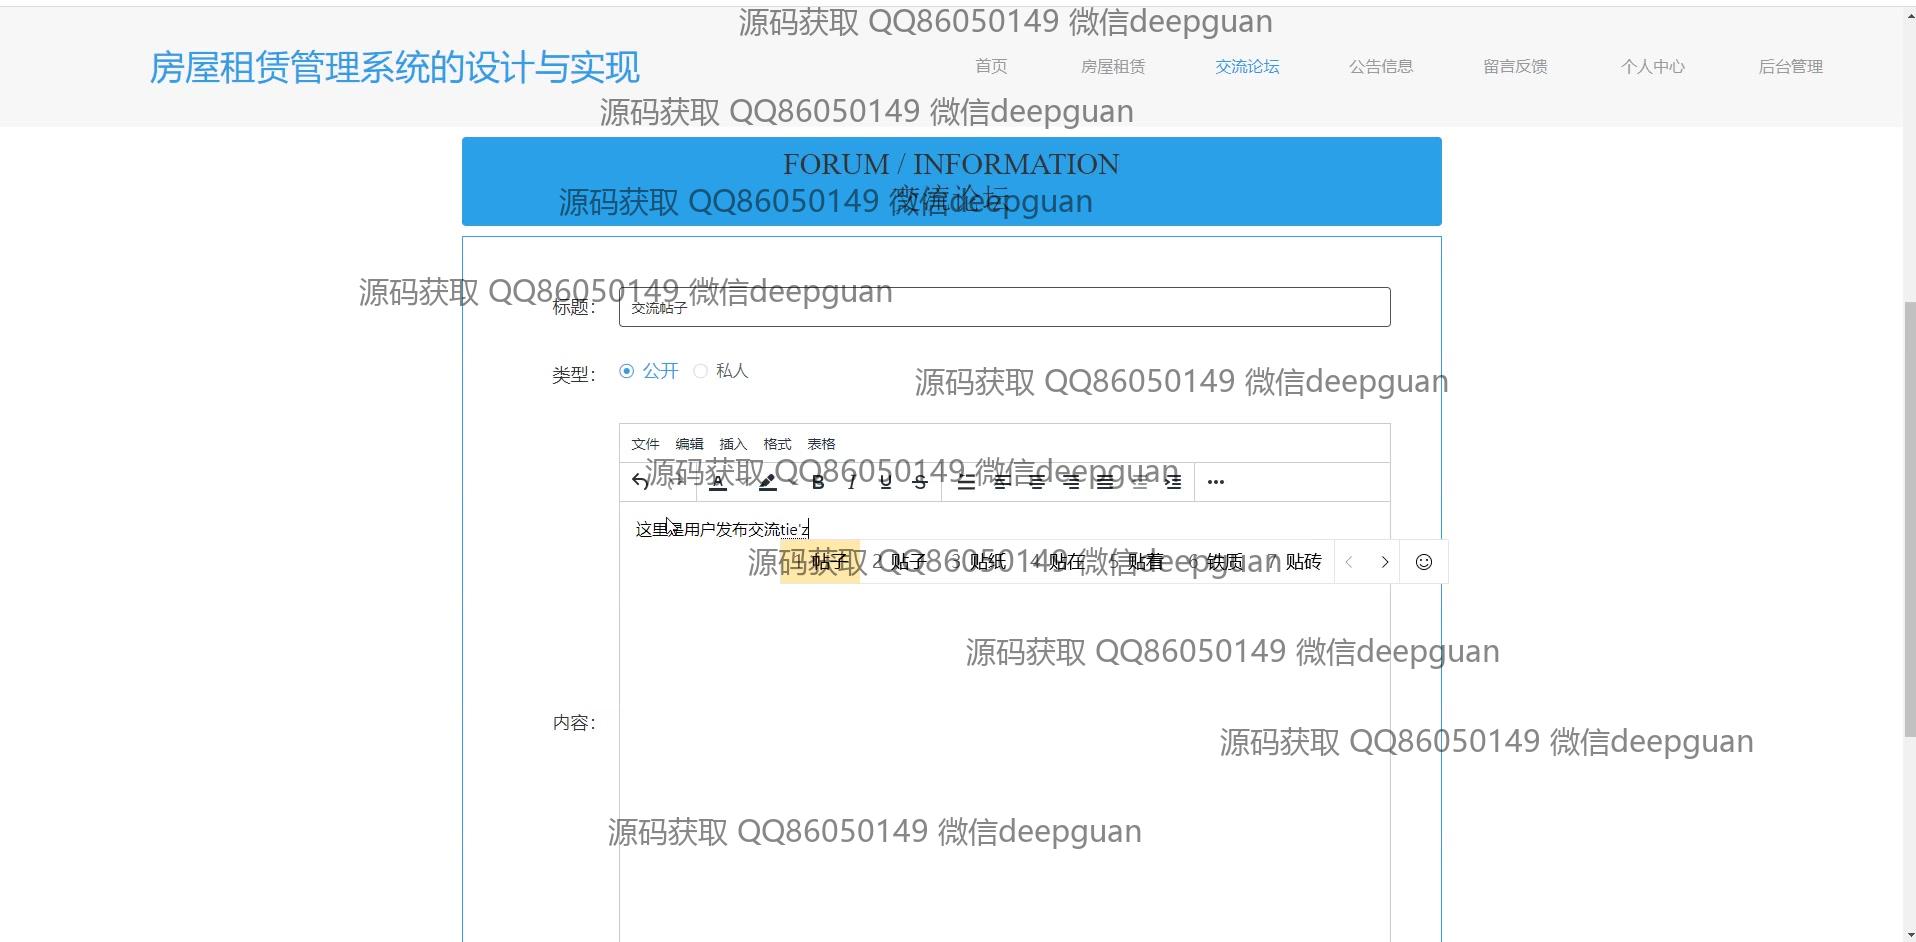 源码获取 QQ86050149 微信deepguan
房屋租赁管理系统的设计与实现
首页 房屋租赁 交流论坛 公告信息 留言反馈 个人中心 后台管理
源码获取 QQ86050149 微信deepguan
FORUM / INFORMATION
交流论坛
源码获取 QQ86050149 微信deepguan
源码获取 QQ86050149 微信deepguan
标题： 交流帖子
类型： 公开 私人
源码获取 QQ86050149 微信deepguan
文件 编辑 插入 格式 表格
源码获取 QQ86050149 微信deepguan
这里是用户发布交流tie'z
1 帖子 2 贴子 3 贴纸 4 贴在 5 贴着 6 铁质 7 贴砖
源码获取 QQ86050149 微信deepguan
源码获取 QQ86050149 微信deepguan
内容：
源码获取 QQ86050149 微信deepguan
源码获取 QQ86050149 微信deepguan